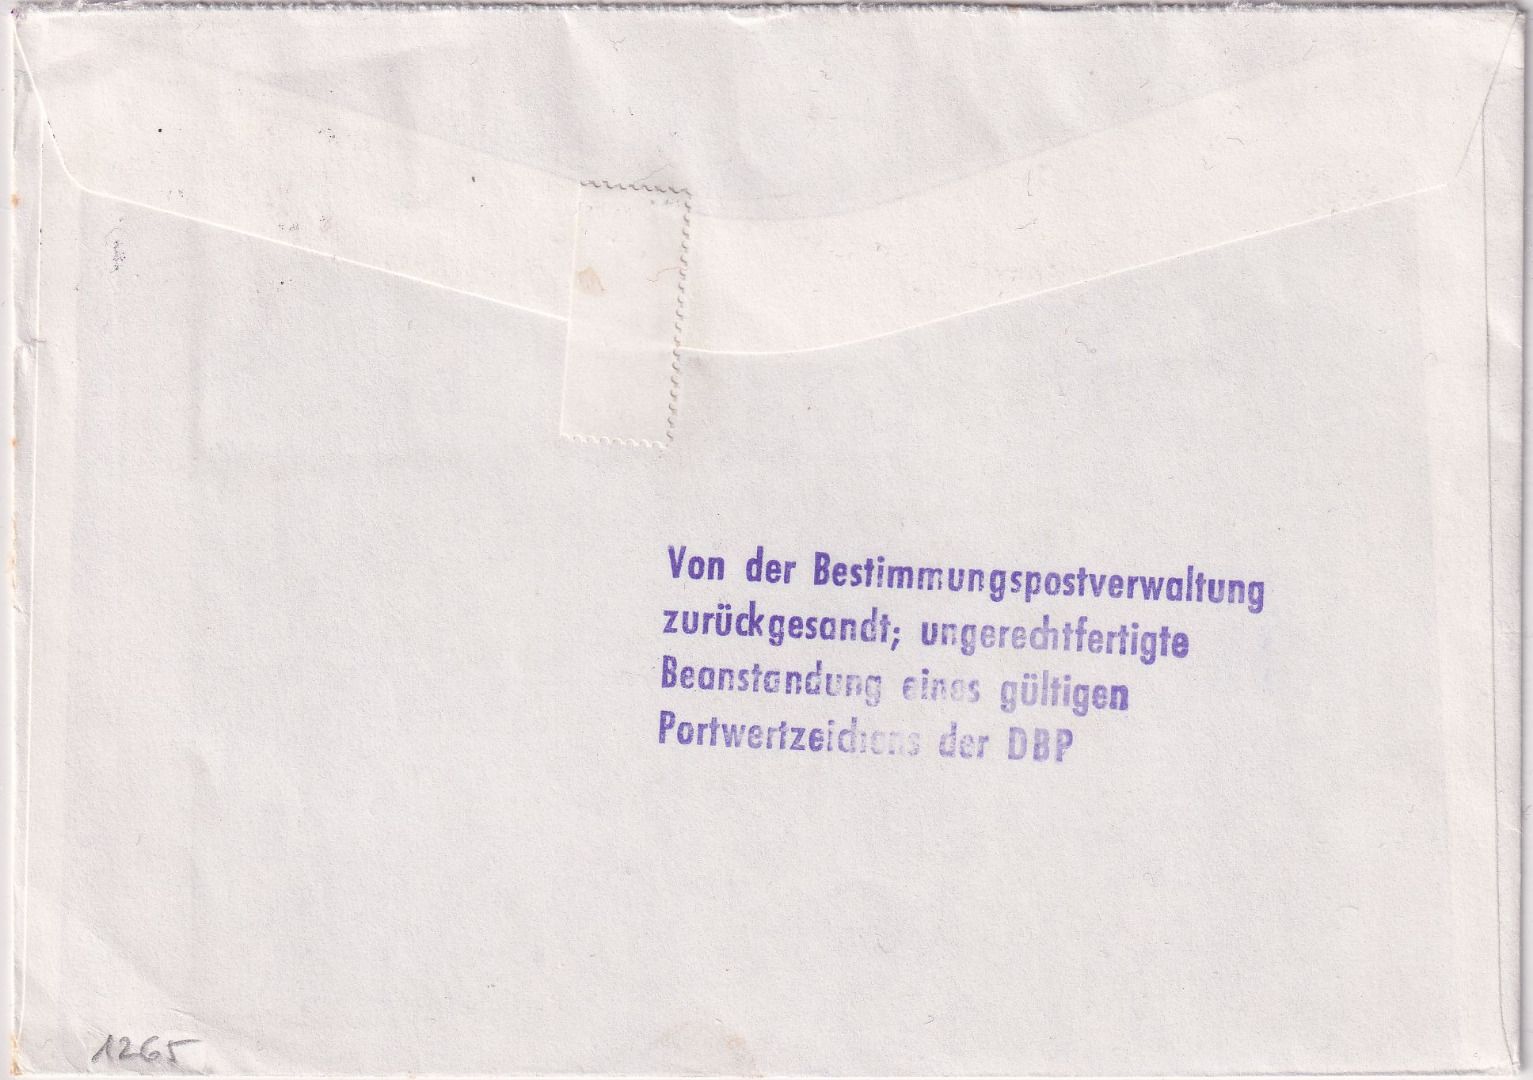 Von der Bestimmungspostverwaltung
zurückgesandt; ungerechtfertigte
Beanstandung eines gültigen
Portwertzeichens der DBP
1265